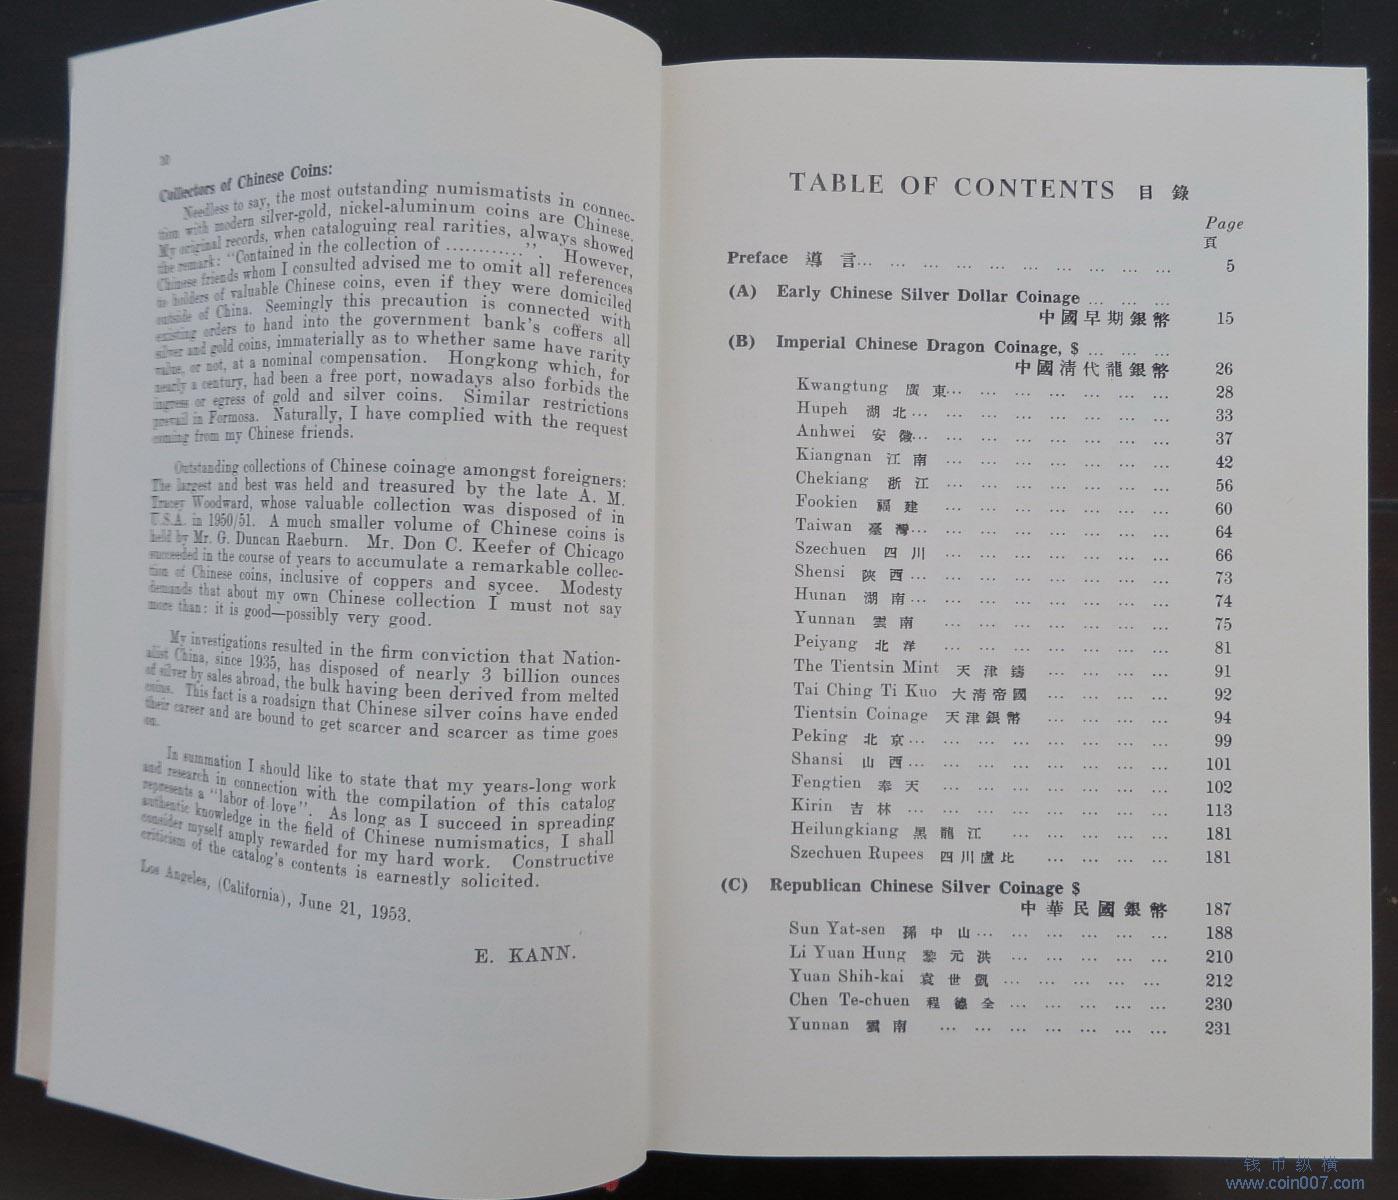 Collectors of Chinese Coins:
Needless to say, the most outstanding numismatists in connec-
tion with modern silver-gold, nickel-aluminum coins are Chinese.
My original records, when cataloguing real rarities, always showed
the remark: "Contained in the collection of ........... ". However,
Chinese friends whom I consulted advised me to omit all references
to holders of valuable Chinese coins, even if they were domiciled
outside of China. Seemingly this precaution is connected with
existing orders to hand into the government bank's coffers all
silver and gold coins, immaterially as to whether same have rarity
value, or not, at a nominal compensation. Hongkong which, for
nearly a century, had been a free port, nowadays also forbids the
ingress or egress of gold and silver coins. Similar restrictions
prevail in Formosa. Naturally, I have complied with the request
coming from my Chinese friends.
Outstanding collections of Chinese coinage amongst foreigners:
The largest and best was held and treasured by the late A. M.
Tracey Woodward, whose valuable collection was disposed of in
U.S.A. in 1950/51. A much smaller volume of Chinese coins is
held by Mr. G. Duncan Raeburn. Mr. Don C. Keefer of Chicago
succeeded in the course of years to accumulate a remarkable collec-
tion of Chinese coins, inclusive of coppers and sycee. Modesty
demands that about my own Chinese collection I must not say
more than: it is good—possibly very good.
My investigations resulted in the firm conviction that Nation-
alist China, since 1935, has disposed of nearly 3 billion ounces
of silver by sales abroad, the bulk having been derived from melted
coins. This fact is a roadsign that Chinese silver coins have ended
their career and are bound to get scarcer and scarcer as time goes
on.
In summation I should like to state that my years-long work
and research in connection with the compilation of this catalog
represents a "labor of love". As long as I succeed in spreading
authentic knowledge in the field of Chinese numismatics, I shall
consider myself amply rewarded for my hard work. Constructive
criticism of the catalog's contents is earnestly solicited.
Los Angeles, (California), June 21, 1953.
E. KANN.
TABLE OF CONTENTS 目錄
Page
頁
Preface 導言... ... ... ... ... ... ... ... ... ... 5
(A) Early Chinese Silver Dollar Coinage ... ... ...
中國早期銀幣 15
(B) Imperial Chinese Dragon Coinage, $ ... ... ...
中國清代龍銀幣 26
Kwangtung 廣東... ... ... ... ... ... ... 28
Hupeh 湖北... ... ... ... ... ... ... ... 33
Anhwei 安徽... ... ... ... ... ... ... ... 37
Kiangnan 江南 ... ... ... ... ... ... ... 42
Chekiang 浙江 ... ... ... ... ... ... ... 56
Fookien 福建 ... ... ... ... ... ... ... 60
Taiwan 臺灣... ... ... ... ... ... ... ... 64
Szechuen 四川 ... ... ... ... ... ... ... 66
Shensi 陝西... ... ... ... ... ... ... ... 73
Hunan 湖南... ... ... ... ... ... ... ... 74
Yunnan 雲南 ... ... ... ... ... ... ... 75
Peiyang 北洋 ... ... ... ... ... ... ... 81
The Tientsin Mint 天津鑄 ... ... ... ... 91
Tai Ching Ti Kuo 大清帝國 ... ... ... ... 92
Tientsin Coinage 天津銀幣 ... ... ... ... 94
Peking 北京... ... ... ... ... ... ... ... 99
Shansi 山西... ... ... ... ... ... ... ... 101
Fengtien 奉天 ... ... ... ... ... ... ... 102
Kirin 吉林 ... ... ... ... ... ... ... ... 113
Heilungkiang 黑龍江 ... ... ... ... ... 181
Szechuen Rupees 四川盧比 ... ... ... ... 181
(C) Republican Chinese Silver Coinage $
中華民國銀幣 187
Sun Yat-sen 孫中山... ... ... ... ... ... 188
Li Yuan Hung 黎元洪 ... ... ... ... ... 210
Yuan Shih-kai 袁世凱 ... ... ... ... ... 212
Chen Te-chuen 程德全 ... ... ... ... ... 230
Yunnan 雲南 ... ... ... ... ... ... ... 231
钱币纵横
www.coin007.com